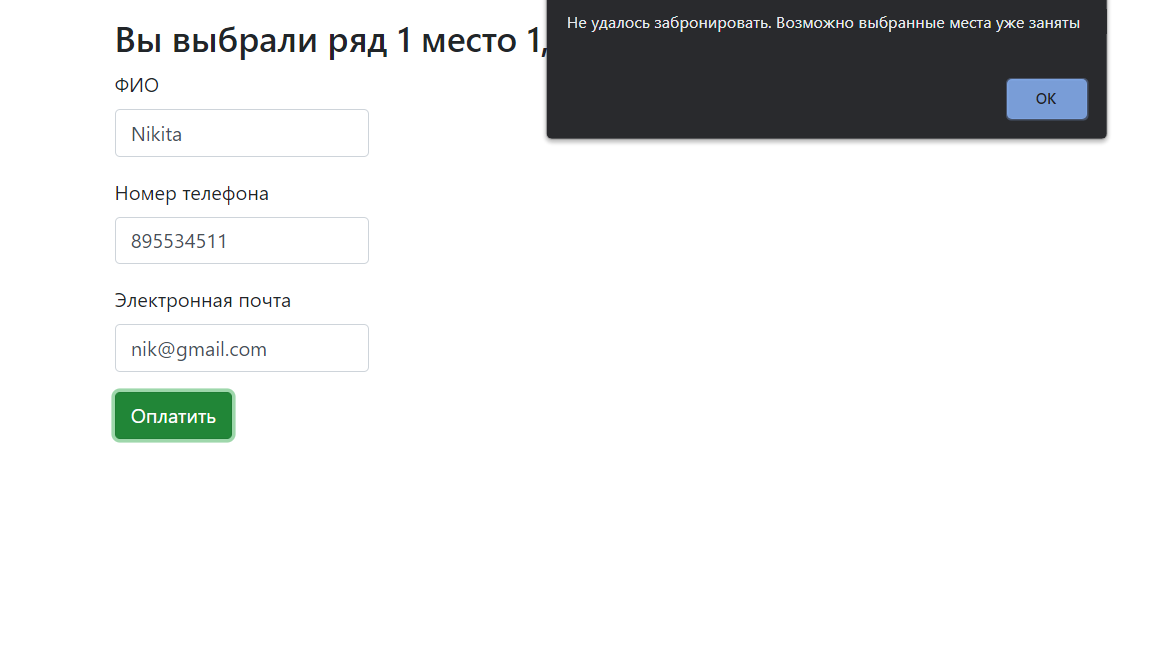 Вы выбрали ряд 1 место 1,
Не удалось забронировать. Возможно выбранные места уже заняты
OK
ФИО
Nikita
Номер телефона
895534511
Электронная почта
nik@gmail.com
Оплатить